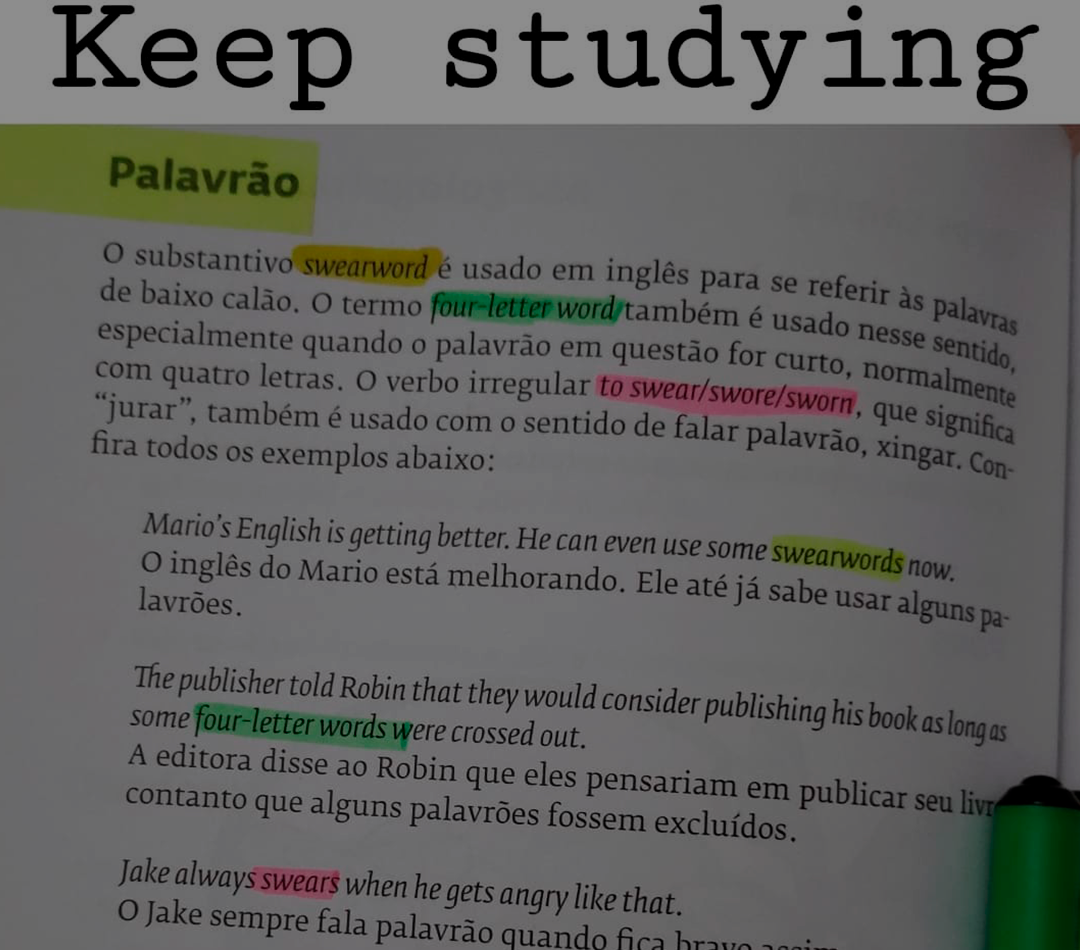 Keep studying
Palavrão
O substantivo swearword é usado em inglês para se referir às palavras
de baixo calão. O termo four-letter word também é usado nesse sentido,
especialmente quando o palavrão em questão for curto, normalmente
com quatro letras. O verbo irregular to swear/swore/sworn, que significa
“jurar”, também é usado com o sentido de falar palavrão, xingar. Con-
fira todos os exemplos abaixo:
Mario’s English is getting better. He can even use some swearwords now.
O inglês do Mario está melhorando. Ele até já sabe usar alguns pa-
lavrões.
The publisher told Robin that they would consider publishing his book as long as
some four-letter words were crossed out.
A editora disse ao Robin que eles pensariam em publicar seu livr
contanto que alguns palavrões fossem excluídos.
Jake always swears when he gets angry like that.
O Jake sempre fala palavrão quando fica bravo assim